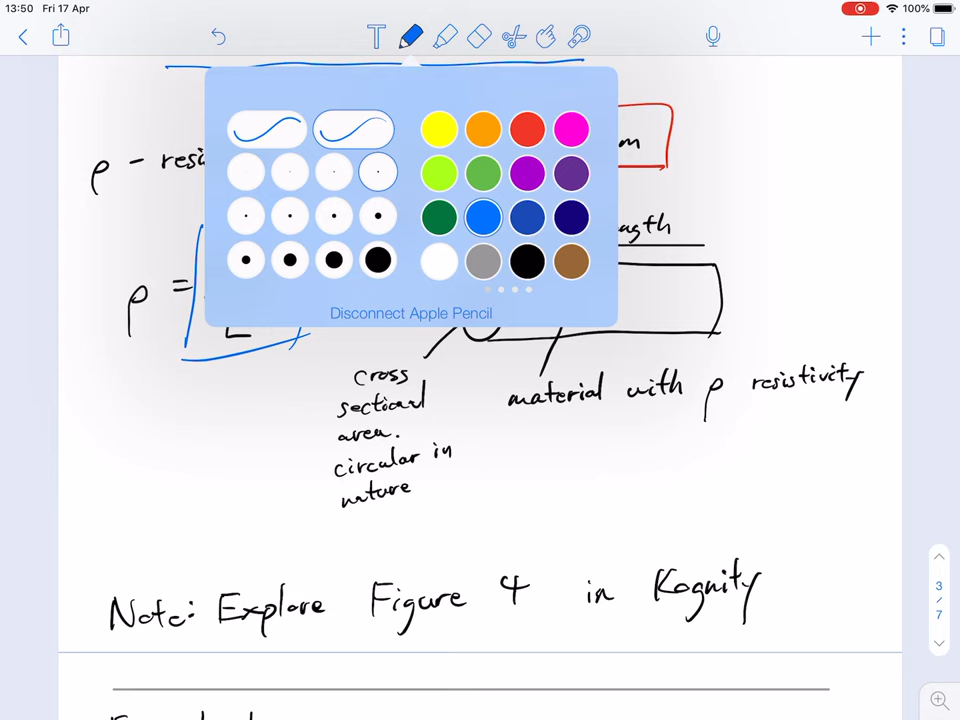 13:50 Fri 17 Apr 100%
T
m
ρ - resi
ngth
ρ =
L
Disconnect Apple Pencil
cross
sectional
area.
circular in
nature
material with ρ resistivity
3
/
7
Note: Explore Figure 4 in Kognity